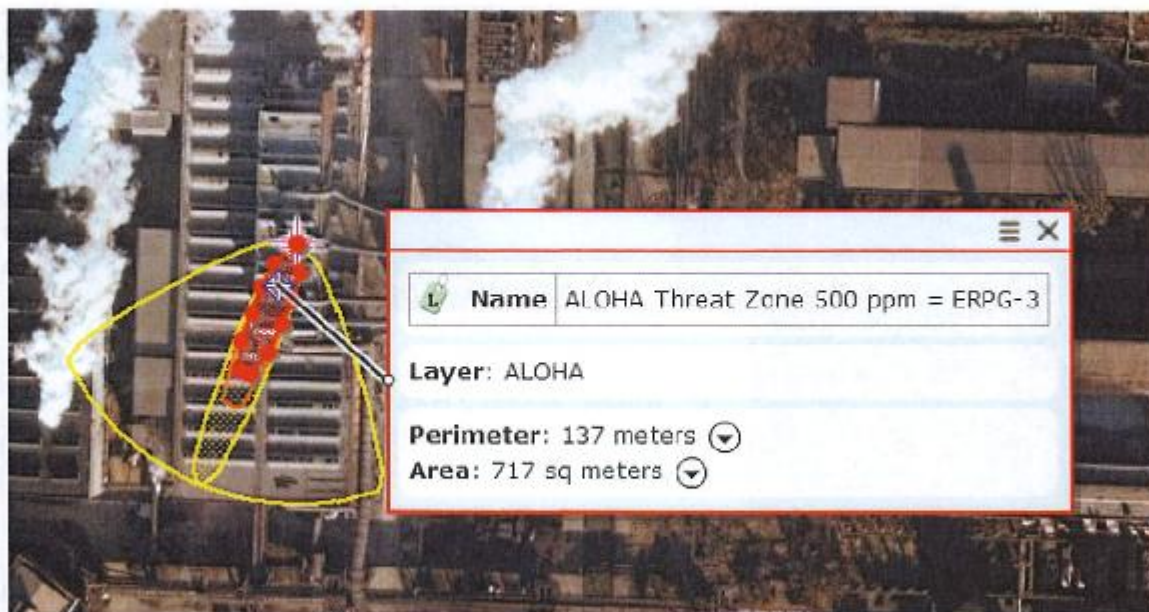 Name ALOHA Threat Zone 500 ppm = ERPG-3
Layer: ALOHA
Perimeter: 137 meters
Area: 717 sq meters